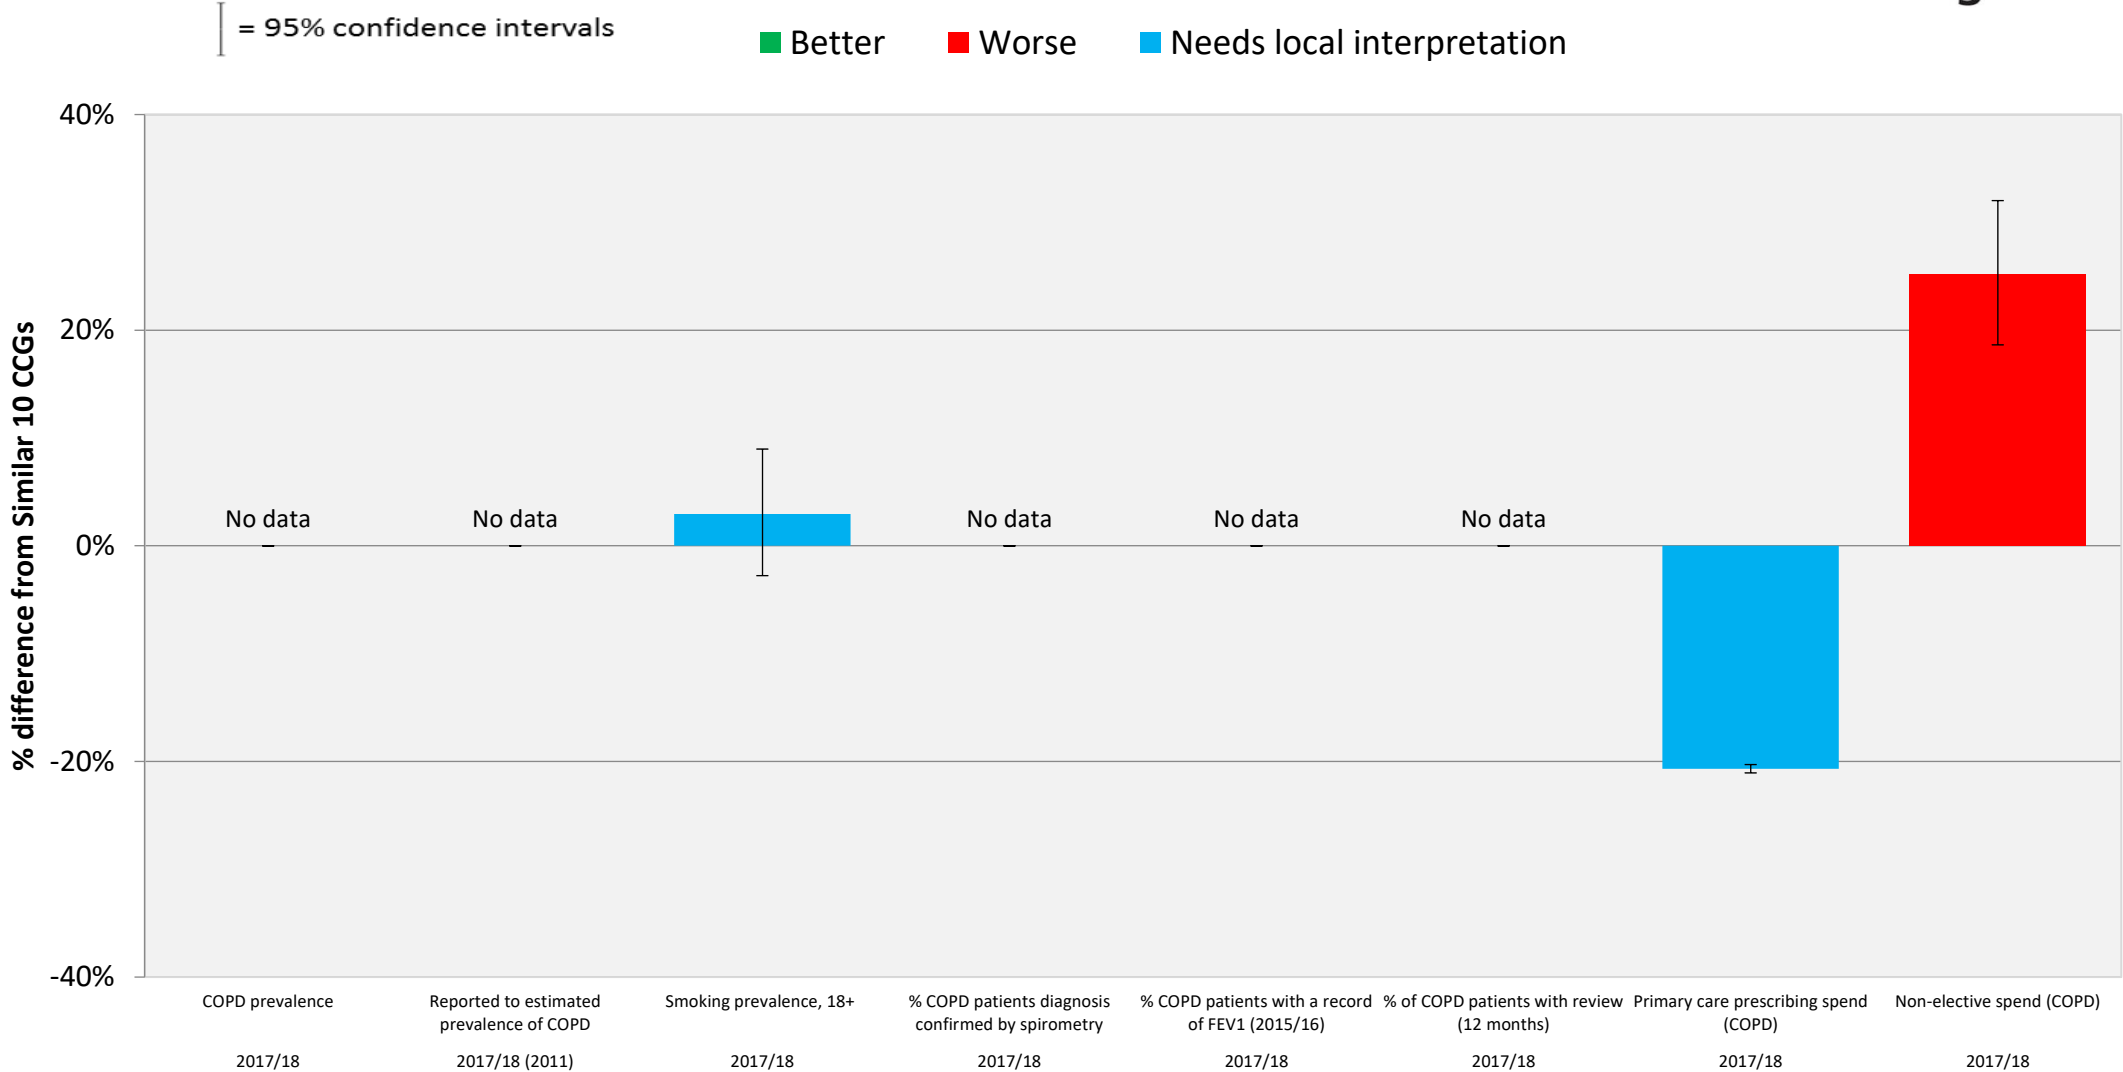 = 95% confidence intervals
Better
Worse
Needs local interpretation
% difference from Similar 10 CCGs
40%
20%
0%
-20%
-40%
No data
No data
No data
No data
No data
COPD prevalence
2017/18
Reported to estimated
prevalence of COPD
2017/18 (2011)
Smoking prevalence, 18+
2017/18
% COPD patients diagnosis
confirmed by spirometry
2017/18
% COPD patients with a record
of FEV1 (2015/16)
2017/18
% of COPD patients with review
(12 months)
2017/18
Primary care prescribing spend
(COPD)
2017/18
Non-elective spend (COPD)
2017/18